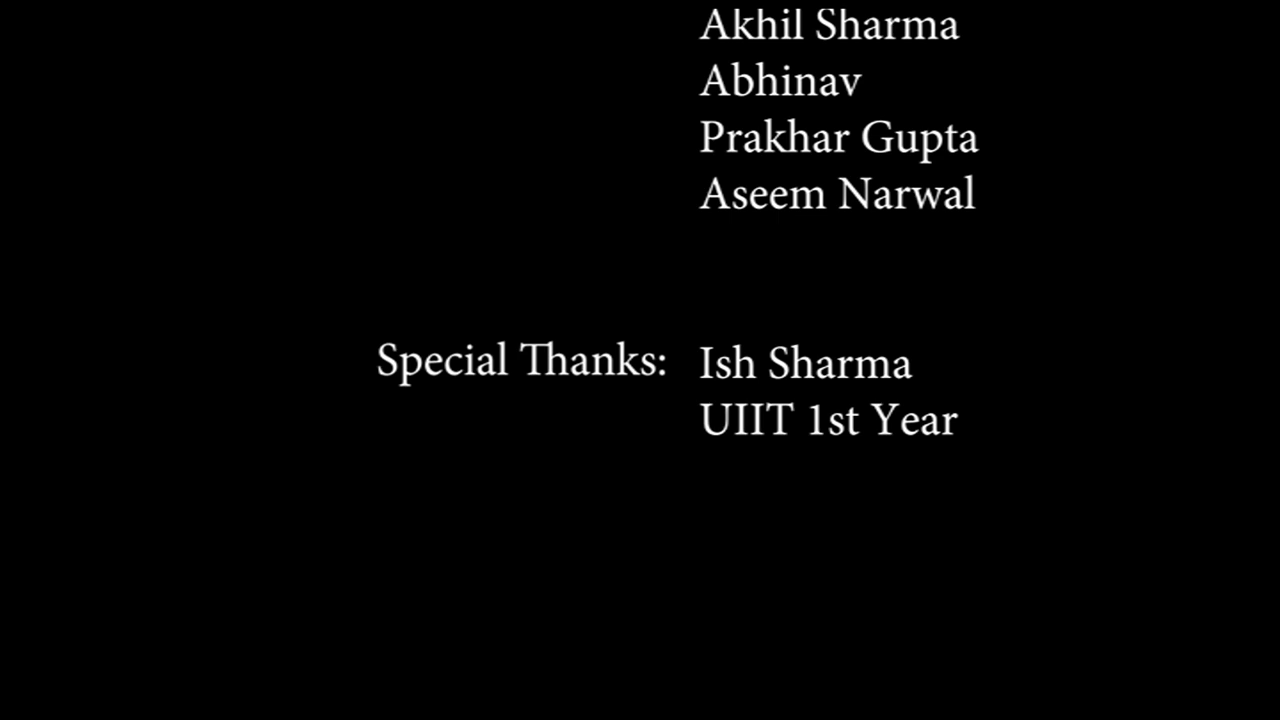 Akhil Sharma
Abhinav
Prakhar Gupta
Aseem Narwal
Special Thanks: Ish Sharma
UIIT 1st Year